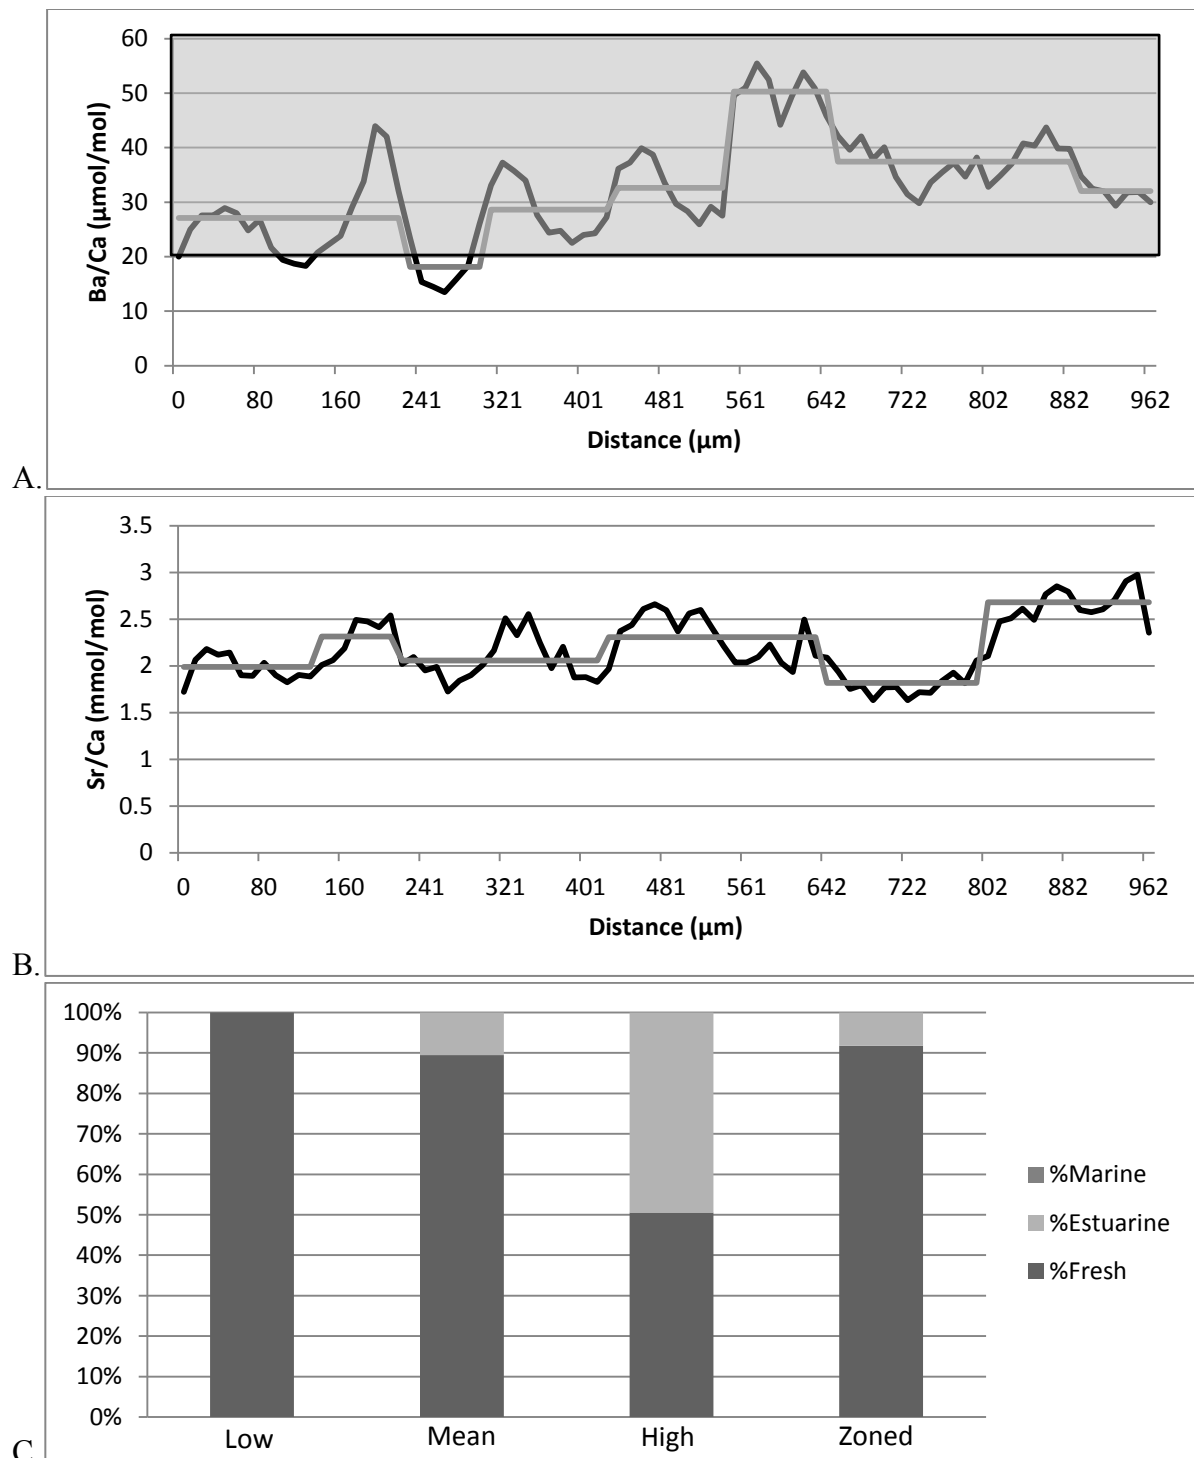 60
50
40
30
20
10
0
Ba/Ca (µmol/mol)
0 80 160 241 321 401 481 561 642 722 802 882 962
Distance (µm)
A.
3.5
3
2.5
2
1.5
1
0.5
0
Sr/Ca (mmol/mol)
0 80 160 241 321 401 481 561 642 722 802 882 962
Distance (µm)
B.
100%
90%
80%
70%
60%
50%
40%
30%
20%
10%
0%
%Marine
%Estuarine
%Fresh
Low Mean High Zoned
C